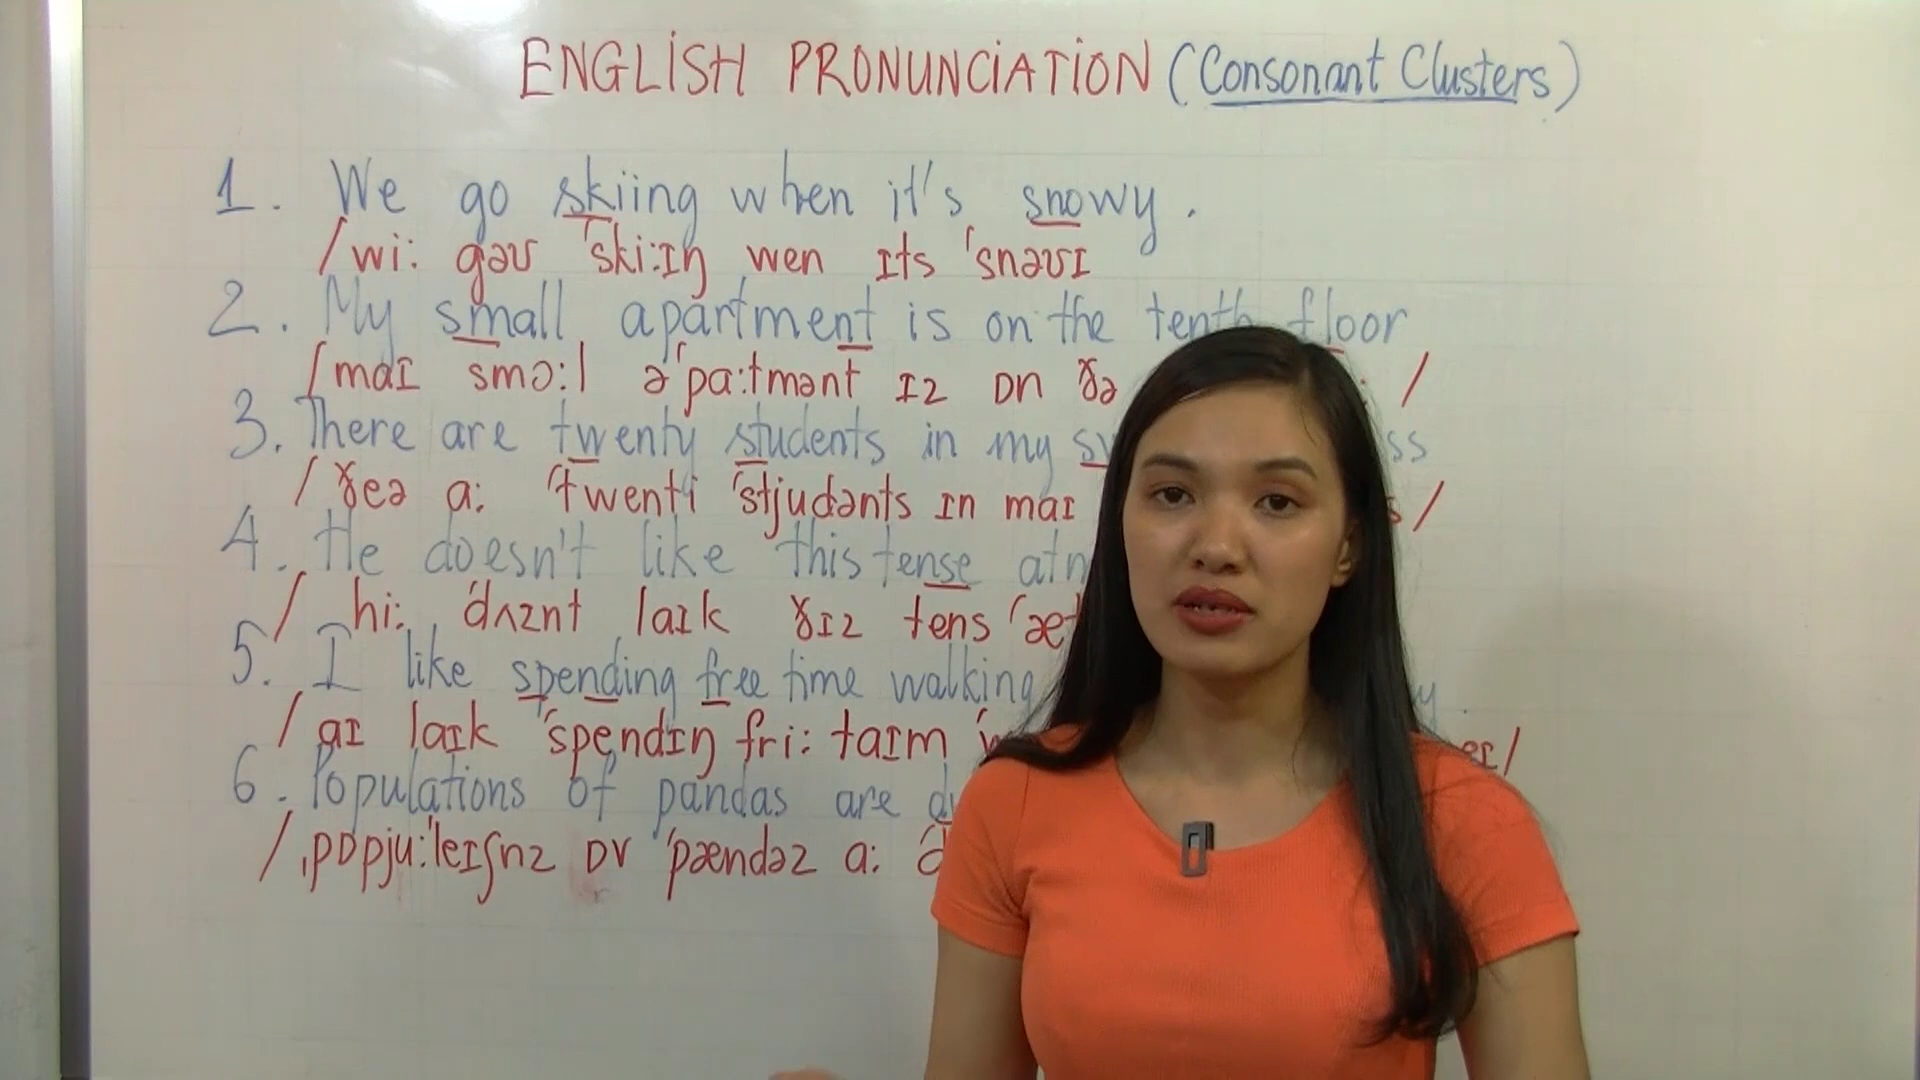 ENGLISH PRONUNCIATION (Consonant Clusters)
1. We go skiing when it's snowy.
/wi: gəʊ 'ski:ɪŋ wen ɪts 'snəʊɪ
2. My small apartment is on the tenth floor
/maɪ smɔ:l ə'pa:tmənt ɪz ɒn ðə /
3. There are twenty students in my
/ðeə a: 'twenti 'stjudənts ɪn maɪ /
4. He doesn't like this tense
/hi: 'dʌznt laɪk ðɪz tens
5. I like spending free time walking
/aɪ laɪk 'spendɪŋ fri: taɪm
6. Populations of pandas are
/ˌpɒpju:'leɪʃnz ɒv 'pændəz a: